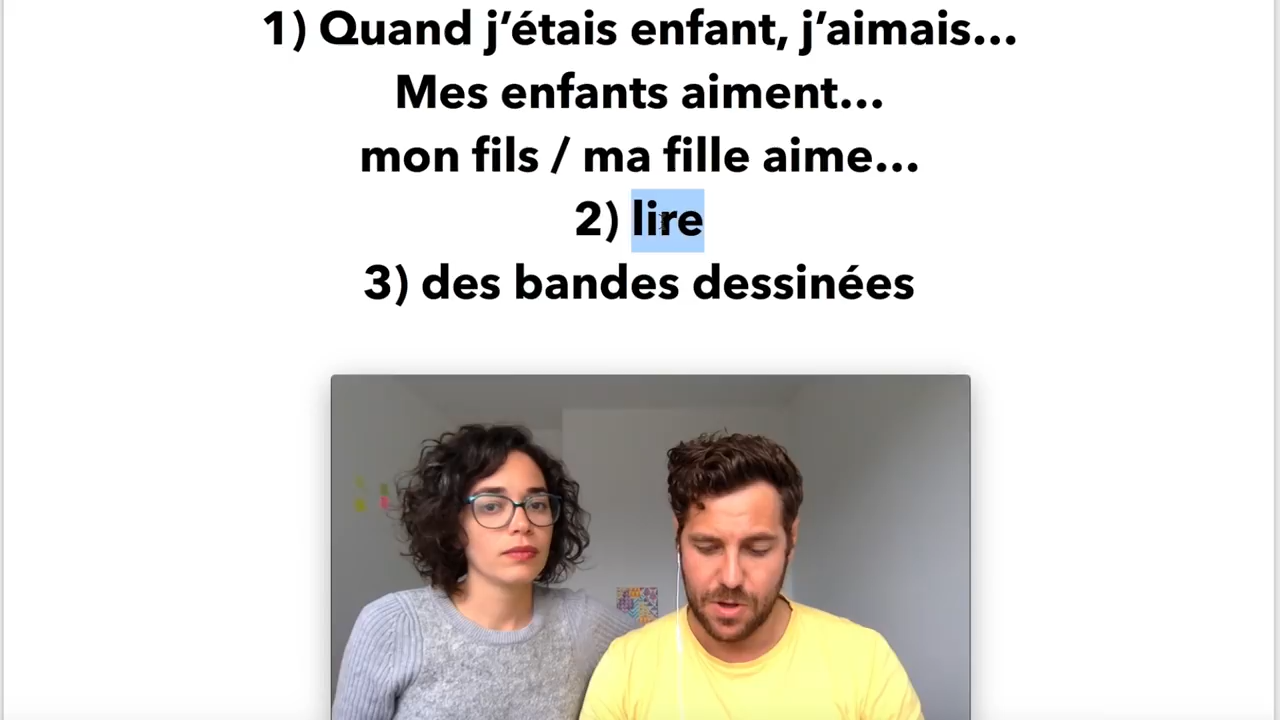 1) Quand j’étais enfant, j’aimais…
Mes enfants aiment…
mon fils / ma fille aime…
2) lire
3) des bandes dessinées